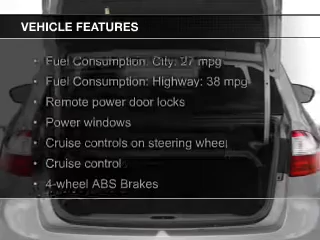 VEHICLE FEATURES
• Fuel Consumption: City: 27 mpg
• Fuel Consumption: Highway: 38 mpg
• Remote power door locks
• Power windows
• Cruise controls on steering wheel
• Cruise control
• 4-wheel ABS Brakes